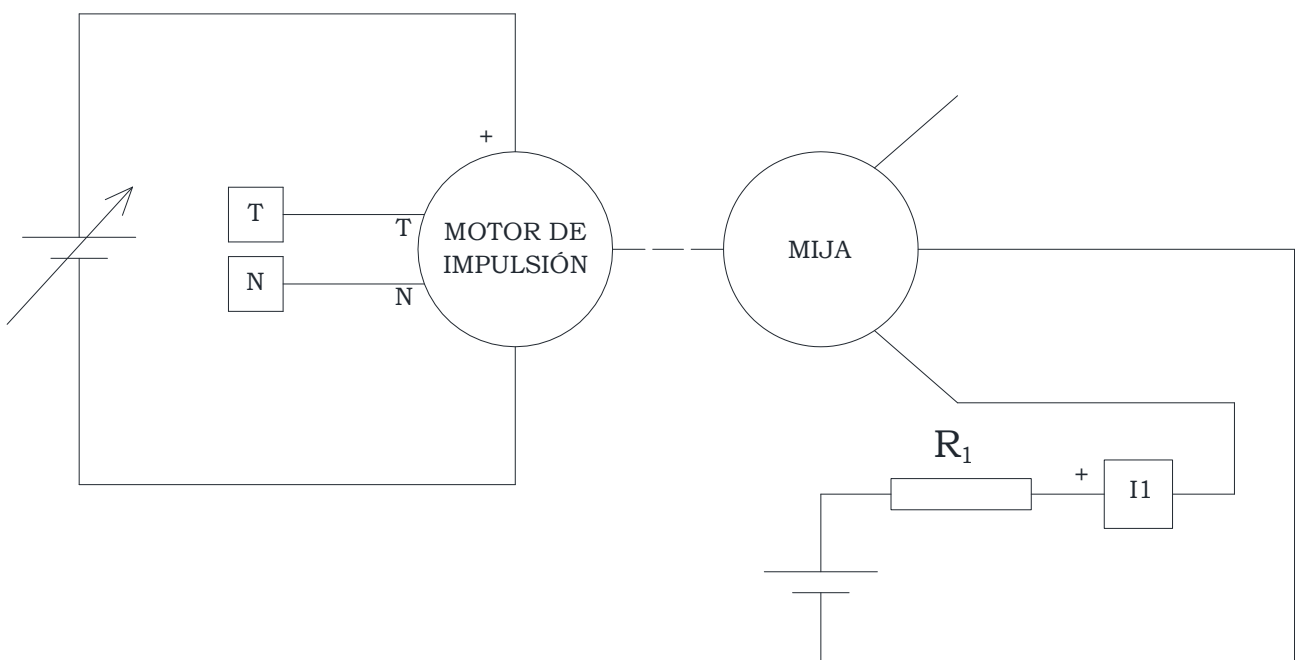 +
T
T
N
N
MOTOR DE
IMPULSIÓN
MIJA
R₁
+
I1